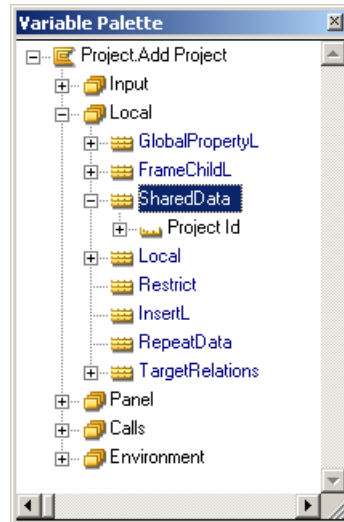 Variable Palette
Project.Add Project
Input
Local
GlobalPropertyL
FrameChildL
SharedData
Project Id
Local
Restrict
InsertL
RepeatData
TargetRelations
Panel
Calls
Environment